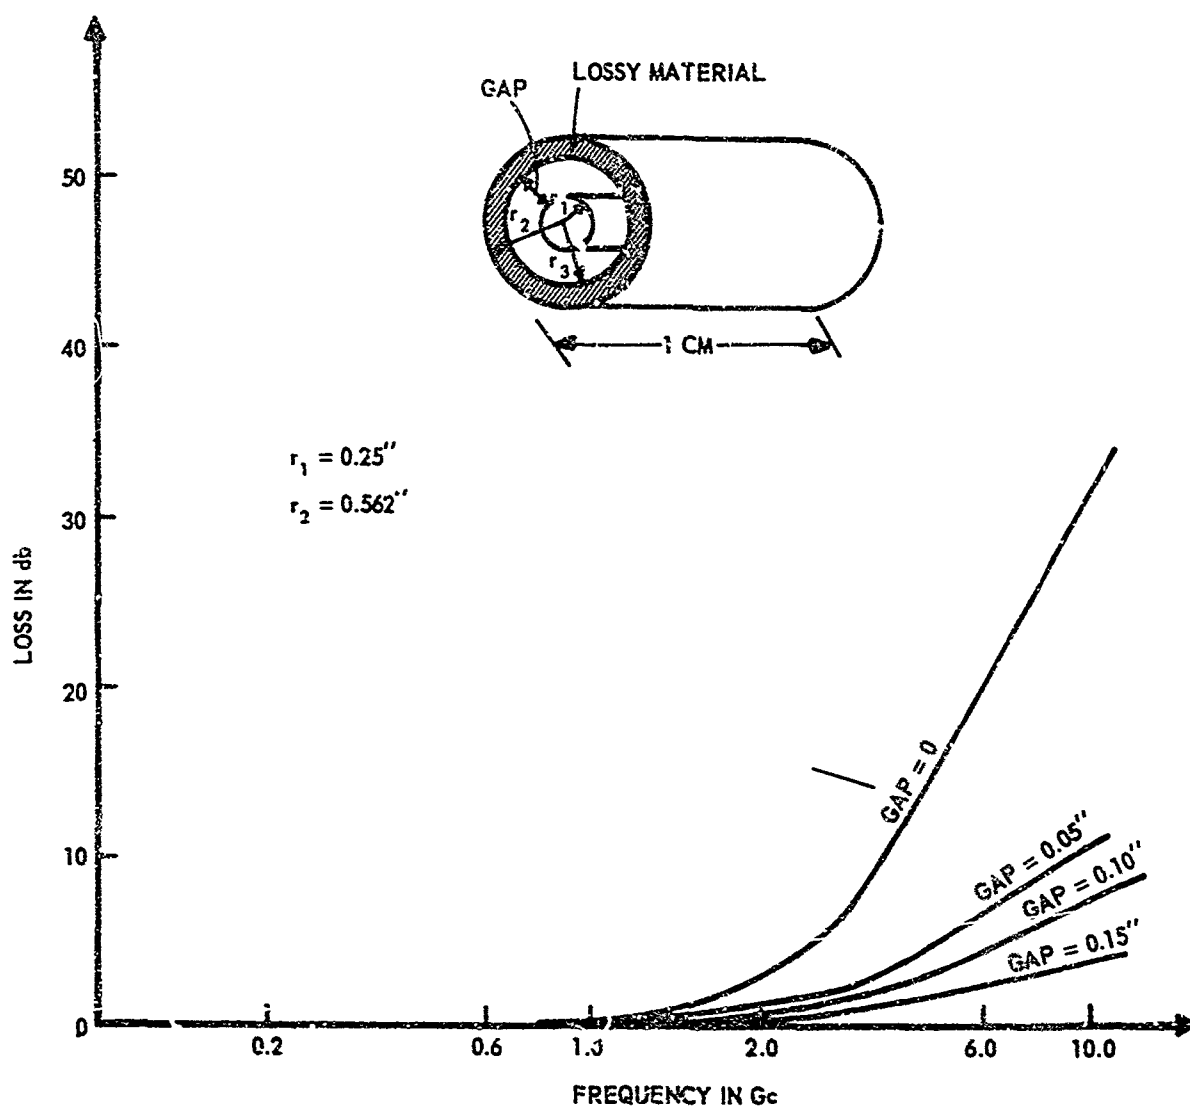 GAP
LOSSY MATERIAL
r1
r2
r3
1 CM
r1 = 0.25"
r2 = 0.562"
50
40
30
20
10
0
LOSS IN db
GAP = 0
GAP = 0.05"
GAP = 0.10"
GAP = 0.15"
0.2 0.6 1.0 2.0 6.0 10.0
FREQUENCY IN Gc